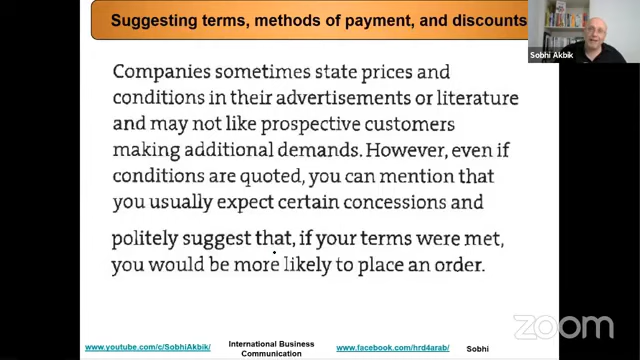 Suggesting terms, methods of payment, and discounts
Sobhi Akbik
Companies sometimes state prices and
conditions in their advertisements or literature
and may not like prospective customers
making additional demands. However, even if
conditions are quoted, you can mention that
you usually expect certain concessions and
politely suggest that, if your terms were met,
you would be more likely to place an order.
zoom
www.youtube.com/c/SobhiAkbik/
International Business
Communication
www.facebook.com/hrd4arab/
Sobhi